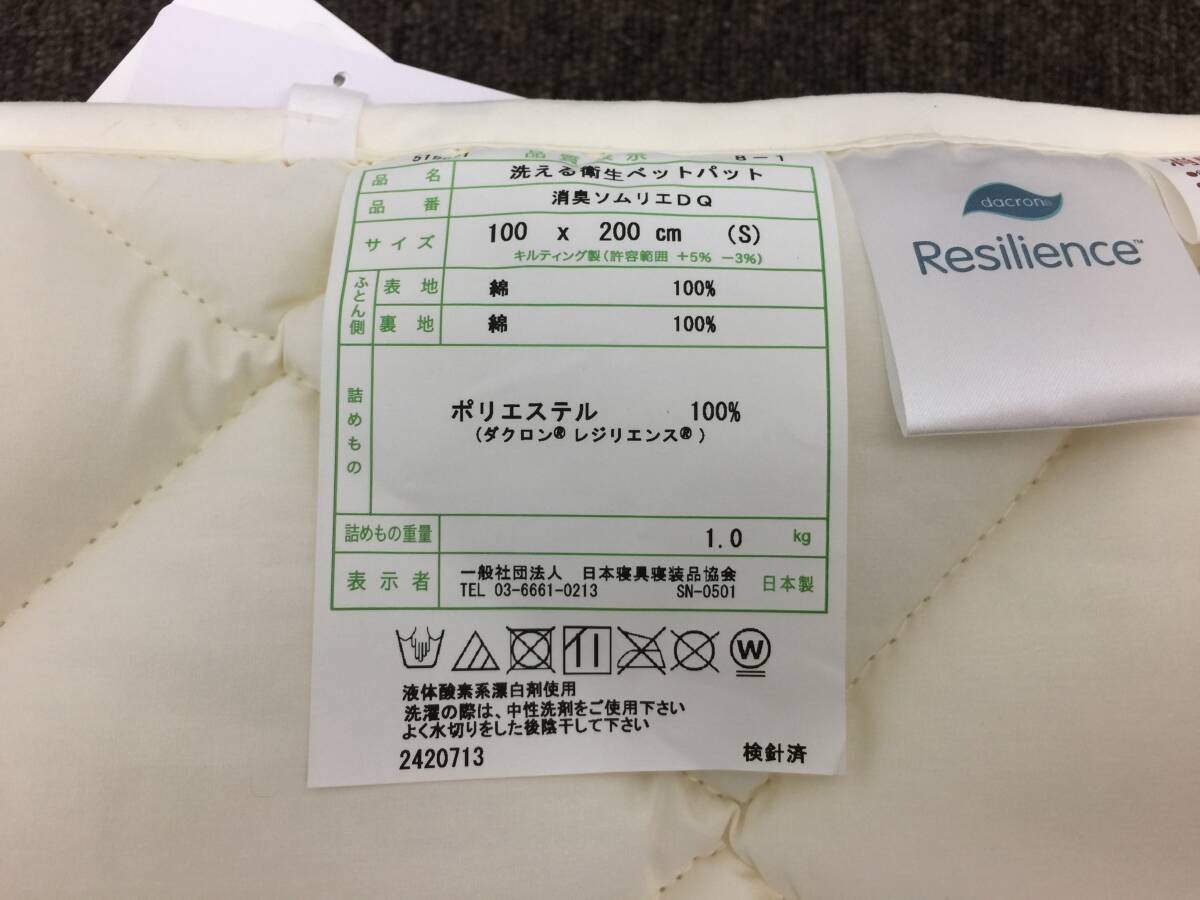 品質表示 8-1
品名 洗える衛生ベットパット
品番 消臭ソムリエDQ
サイズ 100 x 200 cm (S)
キルティング製(許容範囲 +5% -3%)
ふとん側 表地 綿 100%
裏地 綿 100%
詰めもの ポリエステル 100%
(ダクロン® レジリエンス®)
詰めもの重量 1.0 kg
表示者 一般社団法人 日本寝具寝装品協会 日本製
TEL 03-6661-0213 SN-0501
W
液体酸素系漂白剤使用
洗濯の際は、中性洗剤をご使用下さい
よく水切りをした後陰干して下さい
2420713 検針済
dacron®
Resilience™